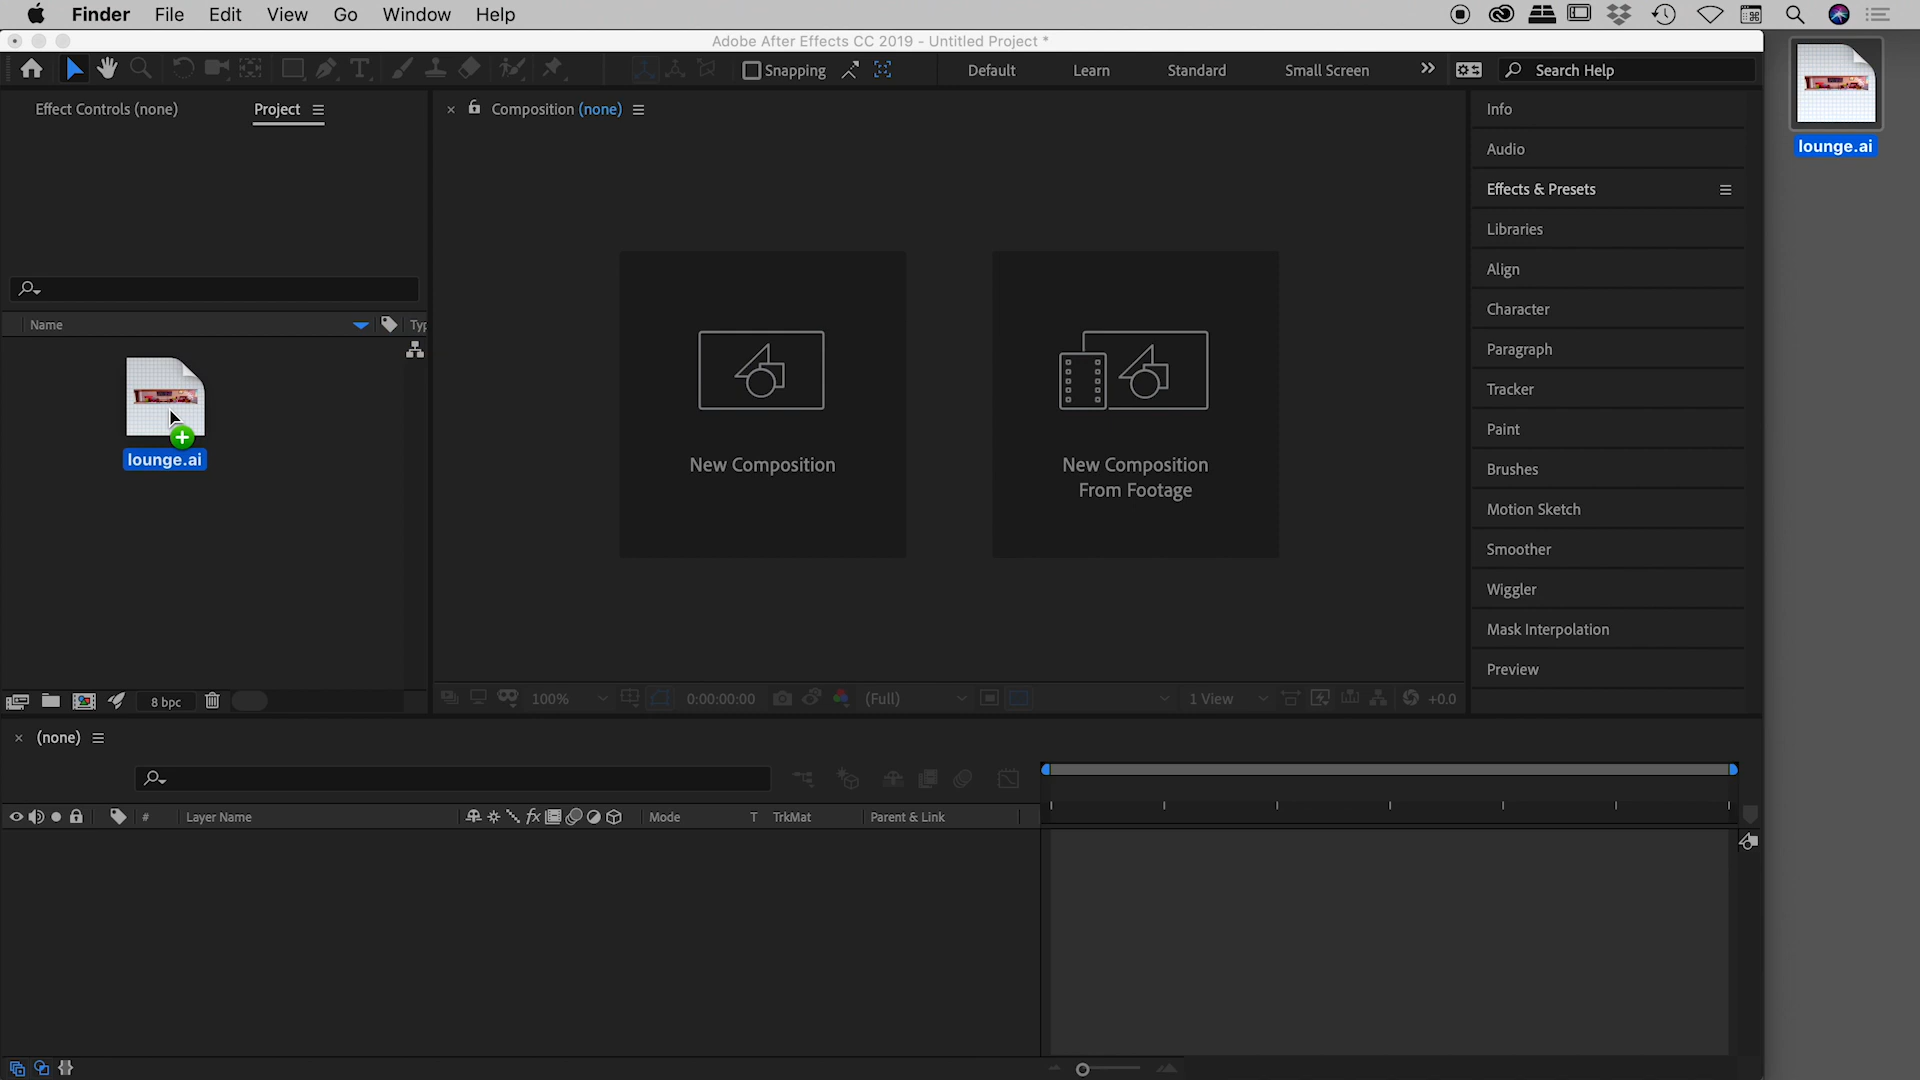 Finder File Edit View Go Window Help
Adobe After Effects CC 2019 - Untitled Project *
Snapping Default Learn Standard Small Screen Search Help
Effect Controls (none) Project
Composition (none)
Info
Audio
lounge.ai
Effects & Presets
Libraries
Align
Character
Paragraph
Tracker
Paint
Brushes
Motion Sketch
Smoother
Wiggler
Mask Interpolation
Preview
Name Typ
lounge.ai
New Composition
New Composition
From Footage
8 bpc
100% 0:00:00:00 (Full) 1 View +0.0
(none)
# Layer Name fx Mode T TrkMat Parent & Link